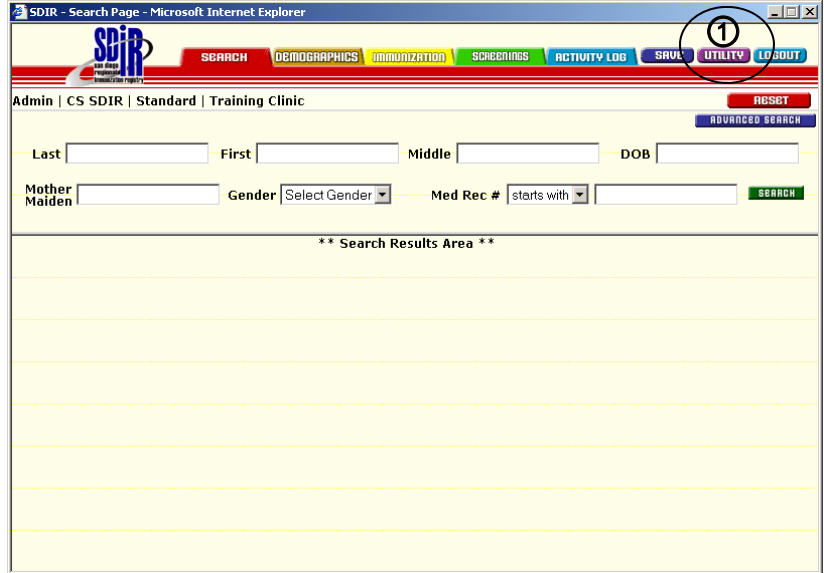 SDIR - Search Page - Microsoft Internet Explorer
SDiR
san diego
regional
immunization registry
SEARCH DEMOGRAPHICS IMMUNIZATION SCREENINGS ACTIVITY LOG SAVE UTILITY LOGOUT
1
Admin | CS SDIR | Standard | Training Clinic
RESET
ADVANCED SEARCH
Last First Middle DOB
Mother Maiden Gender Select Gender Med Rec # starts with SEARCH
** Search Results Area **